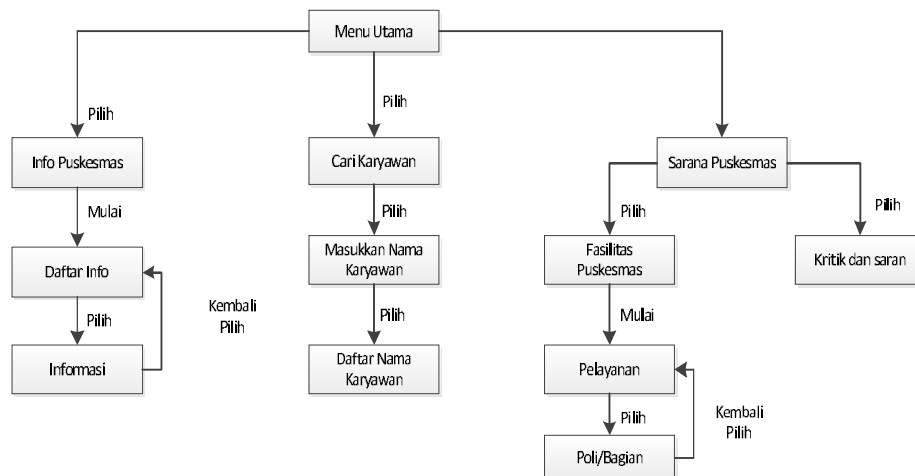 Menu Utama
Pilih
Pilih
Info Puskesmas
Cari Karyawan
Sarana Puskesmas
Mulai
Pilih
Pilih
Pilih
Daftar Info
Masukkan Nama
Karyawan
Fasilitas
Puskesmas
Kritik dan saran
Pilih
Kembali
Pilih
Pilih
Mulai
Informasi
Daftar Nama
Karyawan
Pelayanan
Pilih
Kembali
Pilih
Poli/Bagian